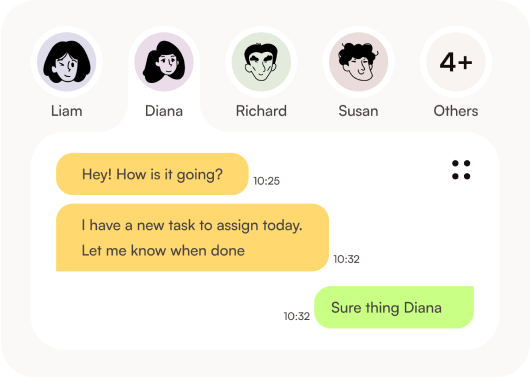 4+
Liam
Diana
Richard
Susan
Others
Hey! How is it going?
10:25
I have a new task to assign today.
Let me know when done
10:32
Sure thing Diana
10:32